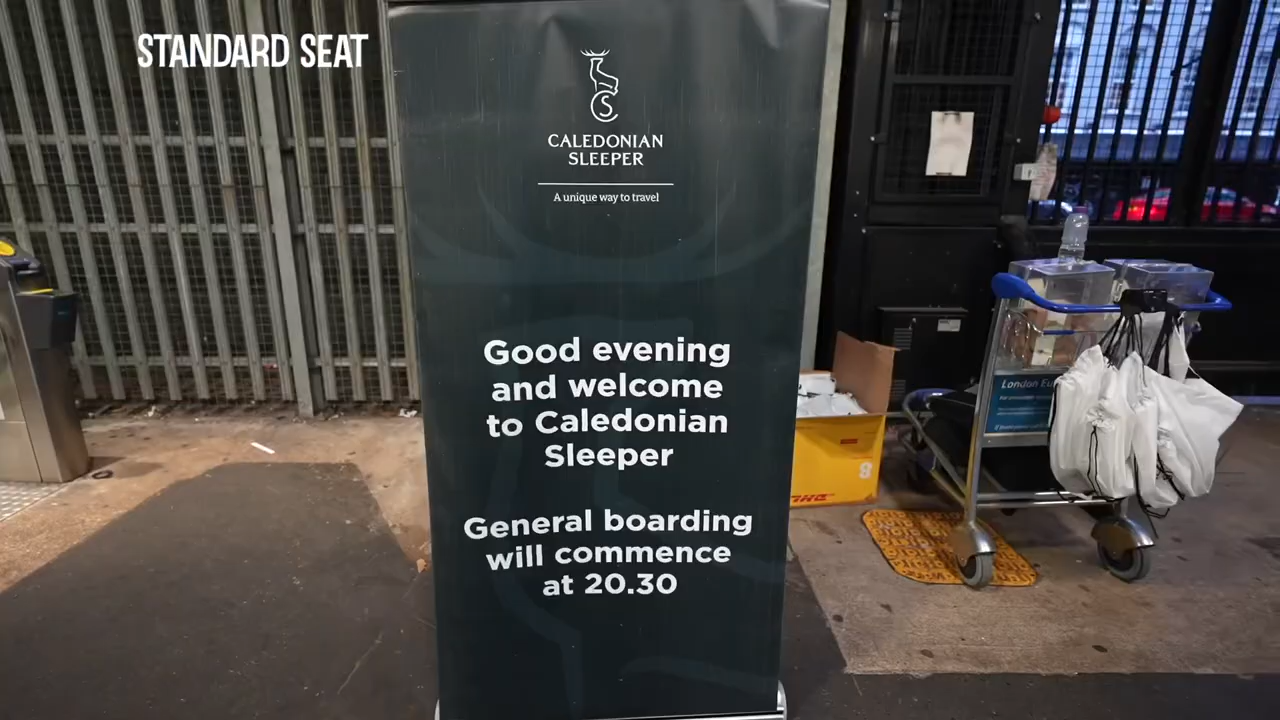 STANDARD SEAT
CALEDONIAN
SLEEPER
A unique way to travel
Good evening
and welcome
to Caledonian
Sleeper
General boarding
will commence
at 20.30
London Eu
8
DHL